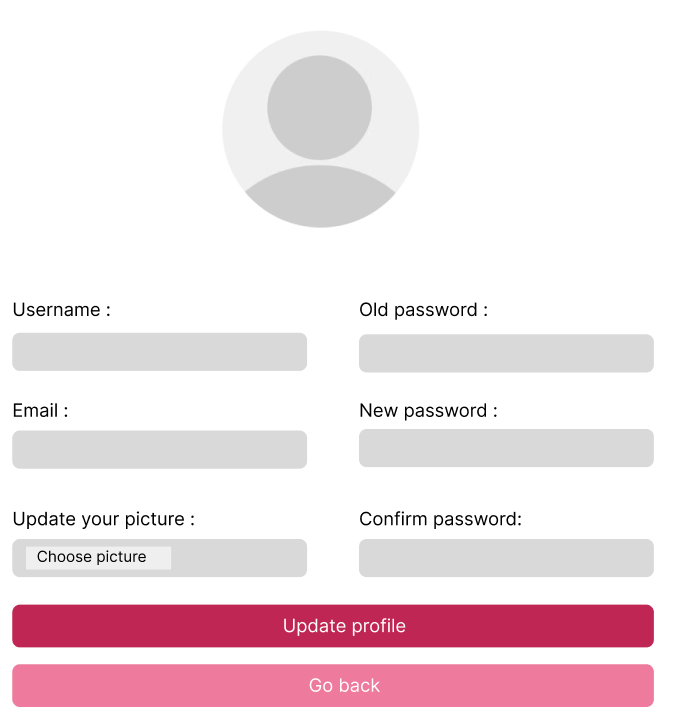 Username :
Old password :
Email :
New password :
Update your picture :
Confirm password:
Choose picture
Update profile
Go back